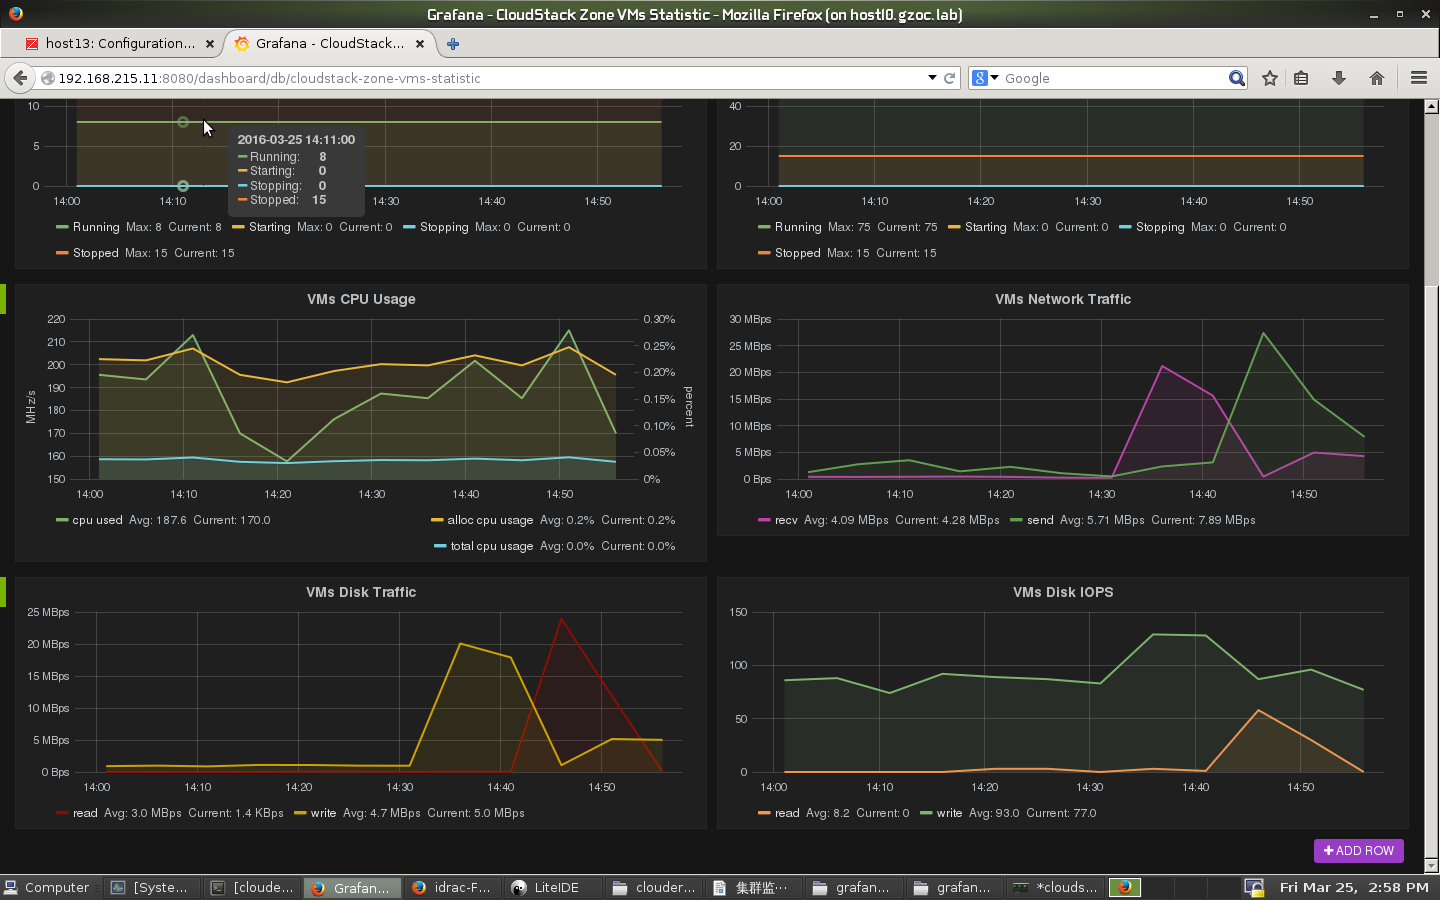 Grafana - CloudStack Zone VMs Statistic - Mozilla Firefox (on host10.gzoc.lab)
host13: Configuration... Grafana - CloudStack...
192.168.215.11:8080/dashboard/db/cloudstack-zone-vms-statistic Google
10
5
0
14:00 14:10 14:30 14:40 14:50
2016-03-25 14:11:00
Running: 8
Starting: 0
Stopping: 0
Stopped: 15
Running Max: 8 Current: 8 Starting Max: 0 Current: 0 Stopping Max: 0 Current: 0
Stopped Max: 15 Current: 15
40
20
0
14:00 14:10 14:20 14:30 14:40 14:50
Running Max: 75 Current: 75 Starting Max: 0 Current: 0 Stopping Max: 0 Current: 0
Stopped Max: 15 Current: 15
VMs CPU Usage
220
210
200
190
180
170
160
150
MHz/s
0.30%
0.25%
0.20%
0.15%
0.10%
0.05%
0%
percent
14:00 14:10 14:20 14:30 14:40 14:50
cpu used Avg: 187.6 Current: 170.0 alloc cpu usage Avg: 0.2% Current: 0.2%
total cpu usage Avg: 0.0% Current: 0.0%
VMs Network Traffic
30 MBps
25 MBps
20 MBps
15 MBps
10 MBps
5 MBps
0 Bps
14:00 14:10 14:20 14:30 14:40 14:50
recv Avg: 4.09 MBps Current: 4.28 MBps send Avg: 5.71 MBps Current: 7.89 MBps
VMs Disk Traffic
25 MBps
20 MBps
15 MBps
10 MBps
5 MBps
0 Bps
14:00 14:10 14:20 14:30 14:40 14:50
read Avg: 3.0 MBps Current: 1.4 KBps write Avg: 4.7 MBps Current: 5.0 MBps
VMs Disk IOPS
150
100
50
0
14:00 14:10 14:20 14:30 14:40 14:50
read Avg: 8.2 Current: 0 write Avg: 93.0 Current: 77.0
ADD ROW
Computer [Syste... [cloude... Grafan... idrac-F... LiteIDE clouder... 集群监... grafan... grafan... *clouds... Fri Mar 25, 2:58 PM